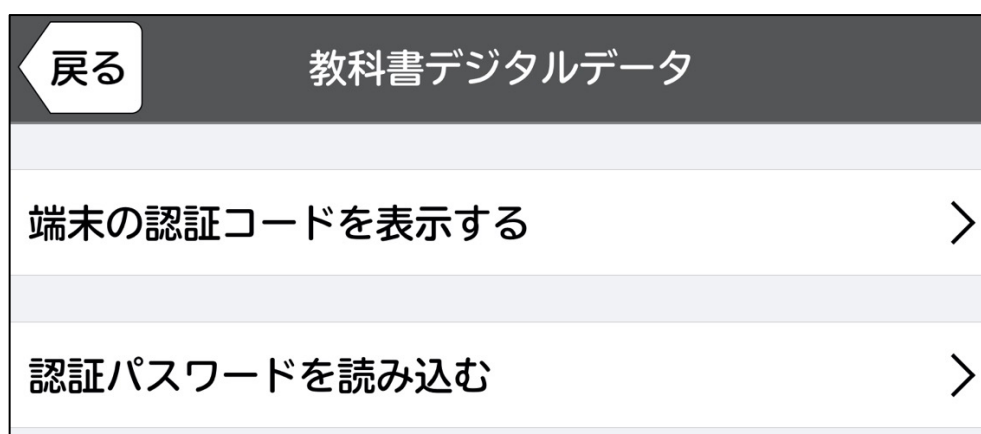 戻る
教科書デジタルデータ
端末の認証コードを表示する
認証パスワードを読み込む